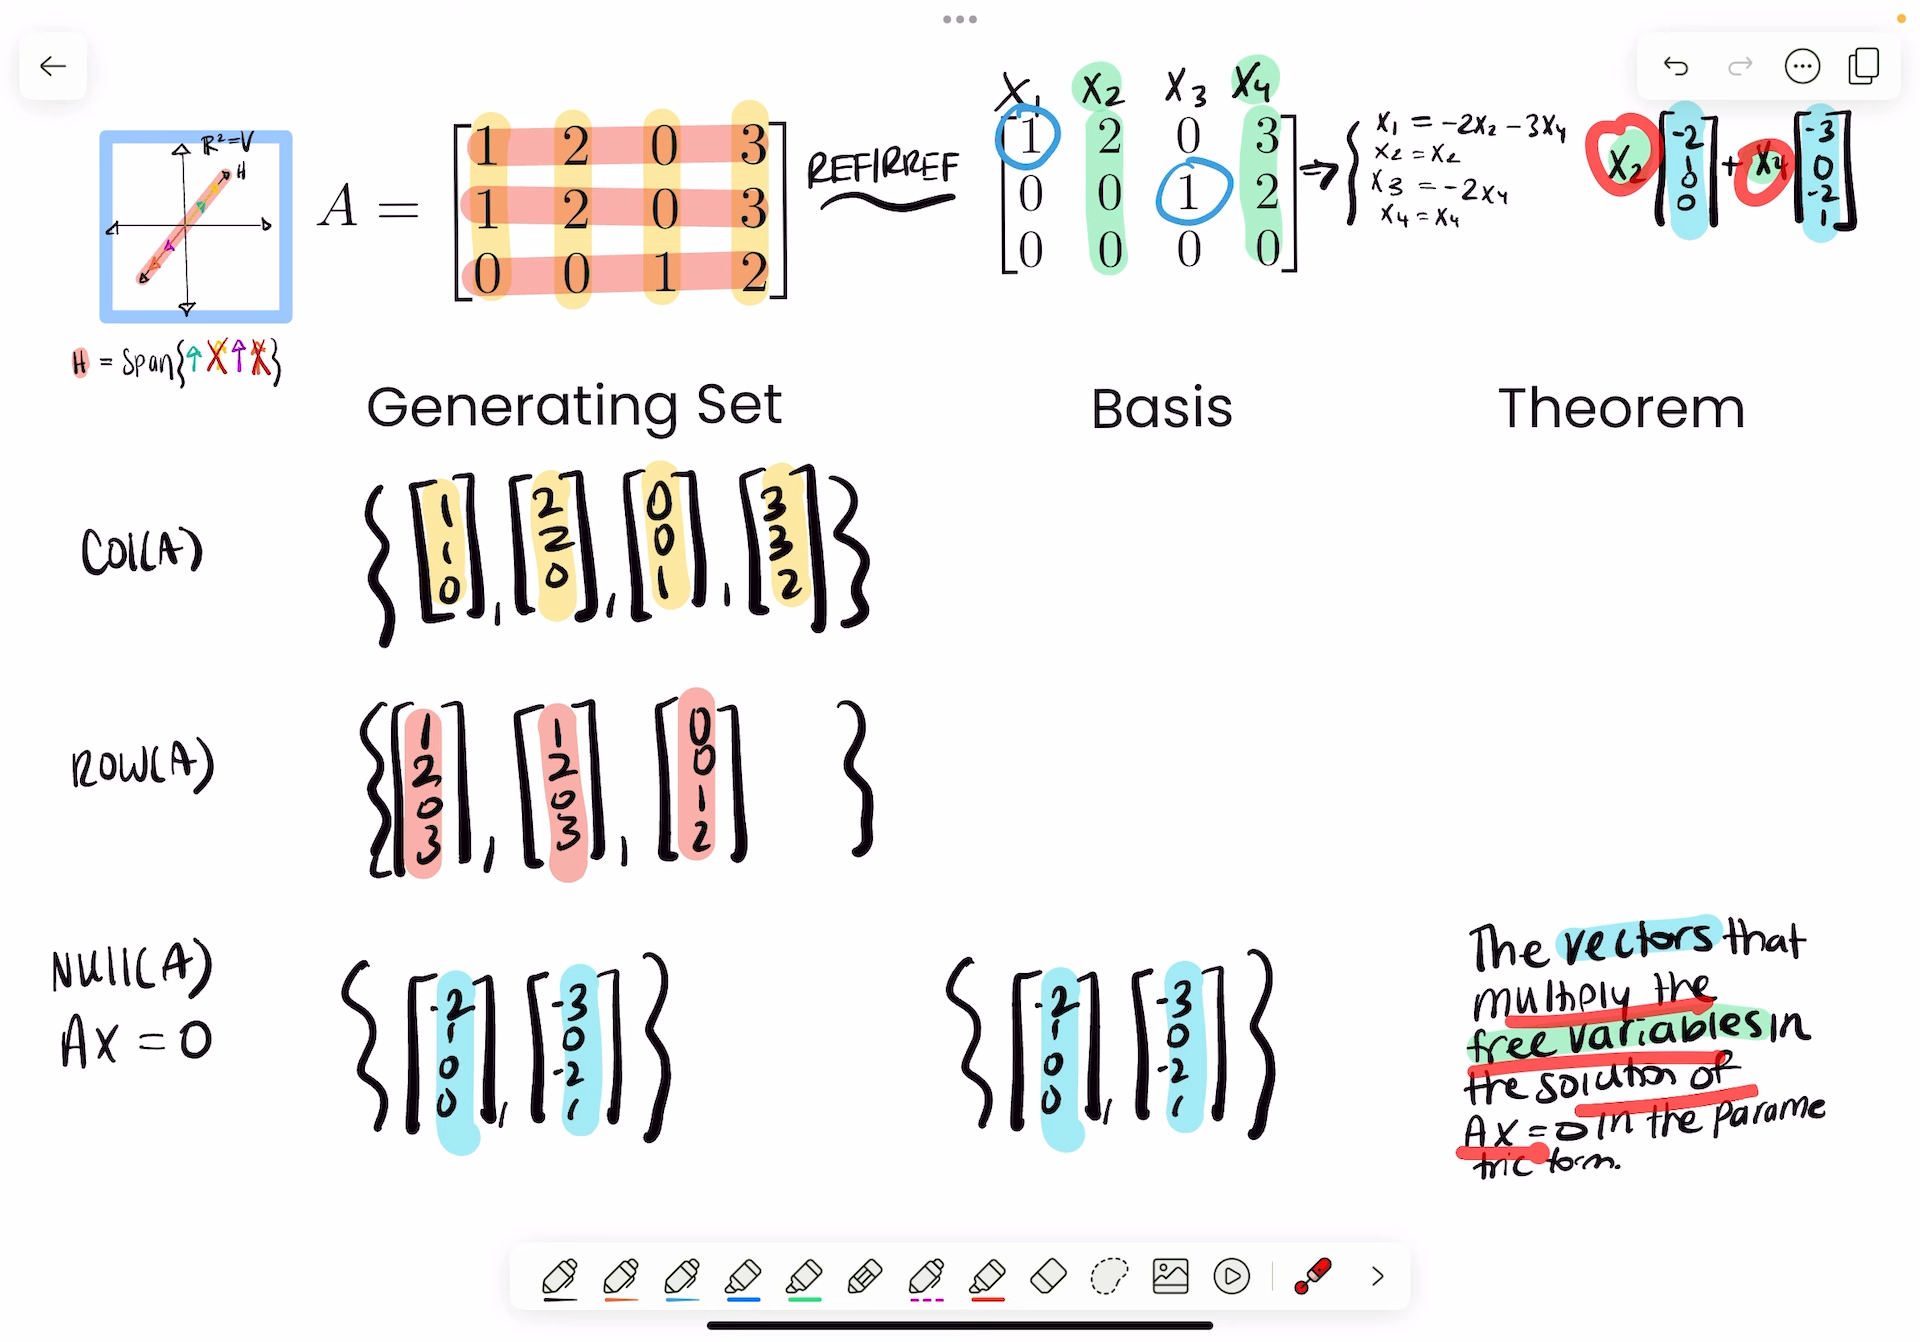 R²=V
H
H = Span{↑ X ↑ X}
A =
1 2 0 3
1 2 0 3
0 0 1 2
REF/RREF
X₁ X₂ X₃ X₄
1 2 0 3
0 0 1 2
0 0 0 0
X₁ = -2X₂ - 3X₄
X₂ = X₂
X₃ = -2X₄
X₄ = X₄
X₂ [-2 1 0 0] + X₄ [-3 0 -2 1]
Generating Set
Basis
Theorem
Col(A)
{ [1 1 0], [2 2 0], [0 0 1], [3 3 2] }
ROW(A)
{ [1 2 0 3], [1 2 0 3], [0 0 1 2] }
NUll(A)
AX = 0
{ [-2 1 0 0], [-3 0 -2 1] }
{ [-2 1 0 0], [-3 0 -2 1] }
The vectors that
multiply the
free variables in
the solution of
AX = 0 in the parame
tric form.